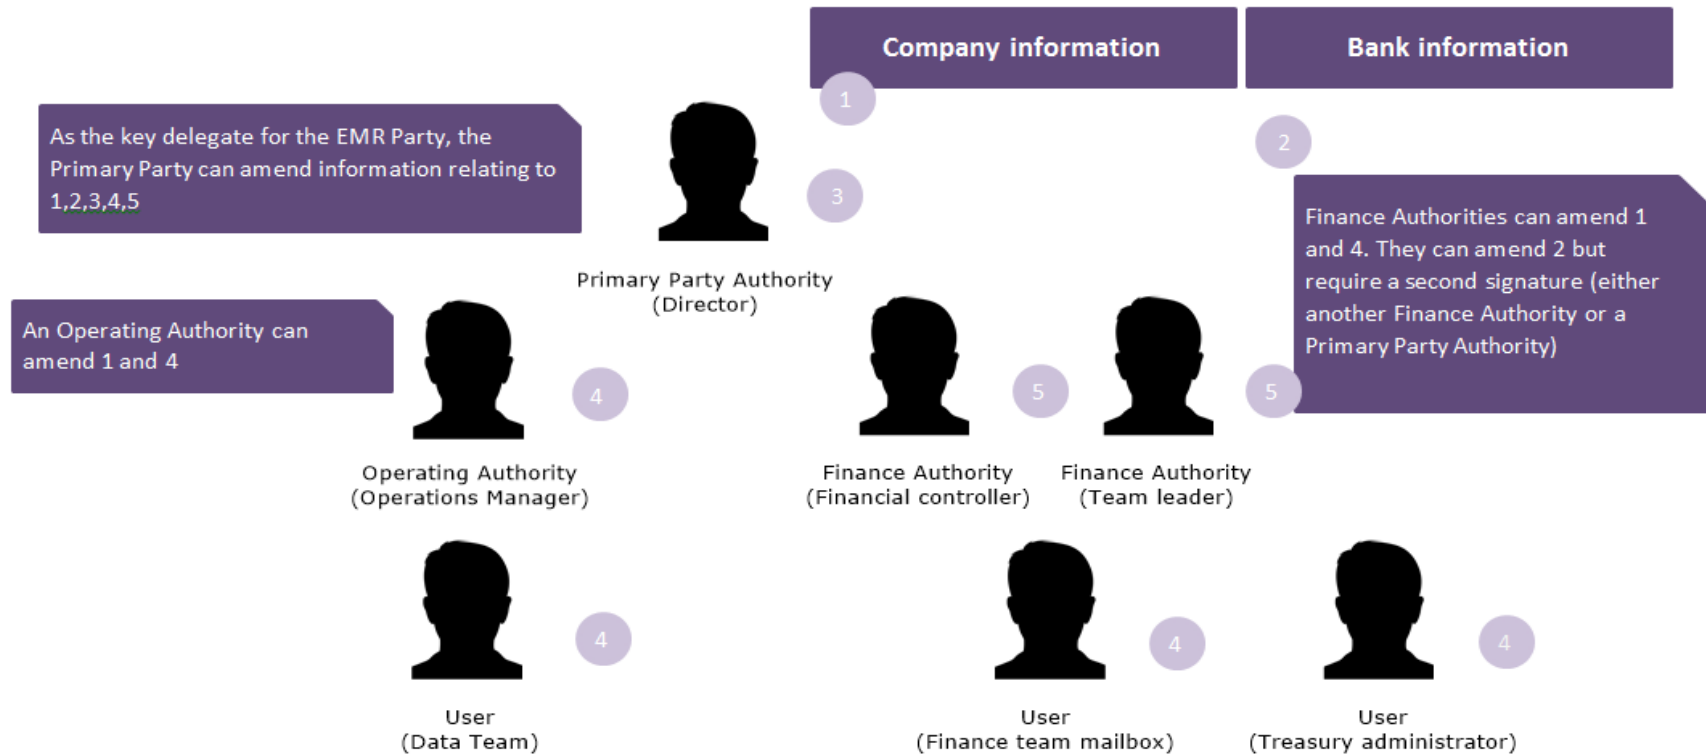 Company information
Bank information
1
2
As the key delegate for the EMR Party, the
Primary Party can amend information relating to
1,2,3,4,5
3
Finance Authorities can amend 1
and 4. They can amend 2 but
require a second signature (either
another Finance Authority or a
Primary Party Authority)
Primary Party Authority
(Director)
An Operating Authority can
amend 1 and 4
4
5
5
Operating Authority
(Operations Manager)
Finance Authority
(Financial controller)
Finance Authority
(Team leader)
4
4
4
User
(Data Team)
User
(Finance team mailbox)
User
(Treasury administrator)